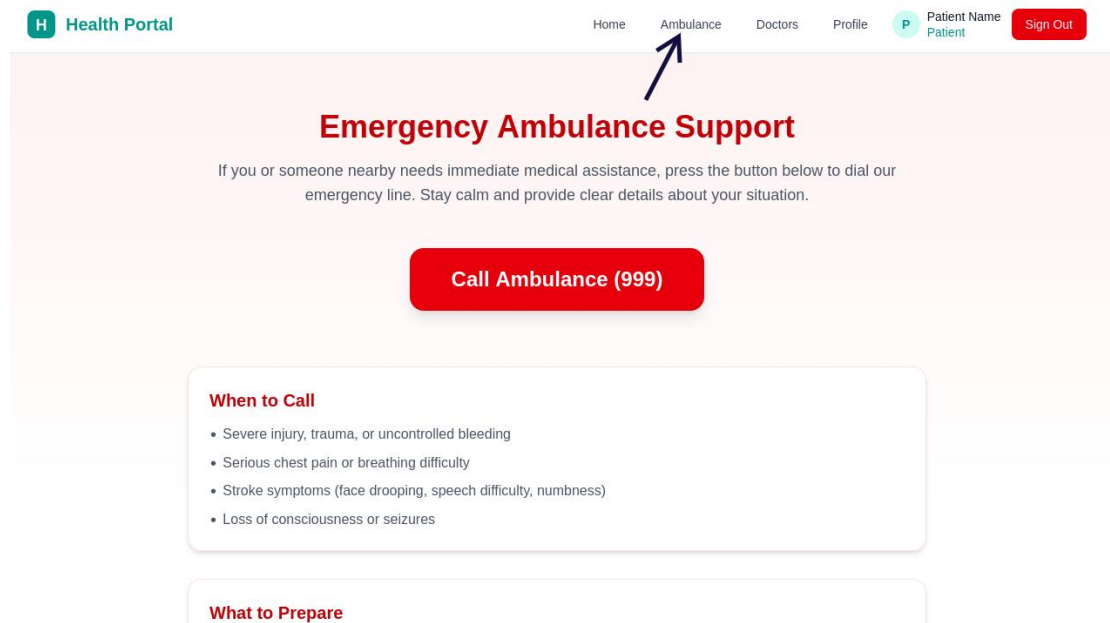 H Health Portal
Home Ambulance Doctors Profile P Patient Name Sign Out
Patient
Emergency Ambulance Support
If you or someone nearby needs immediate medical assistance, press the button below to dial our
emergency line. Stay calm and provide clear details about your situation.
Call Ambulance (999)
When to Call
• Severe injury, trauma, or uncontrolled bleeding
• Serious chest pain or breathing difficulty
• Stroke symptoms (face drooping, speech difficulty, numbness)
• Loss of consciousness or seizures
What to Prepare